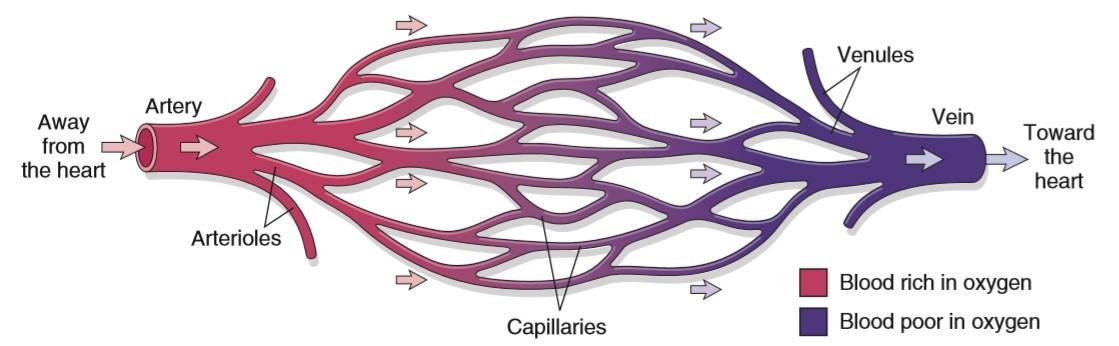 Away
from
the heart
Artery
Arterioles
Capillaries
Venules
Vein
Toward
the
heart
Blood rich in oxygen
Blood poor in oxygen